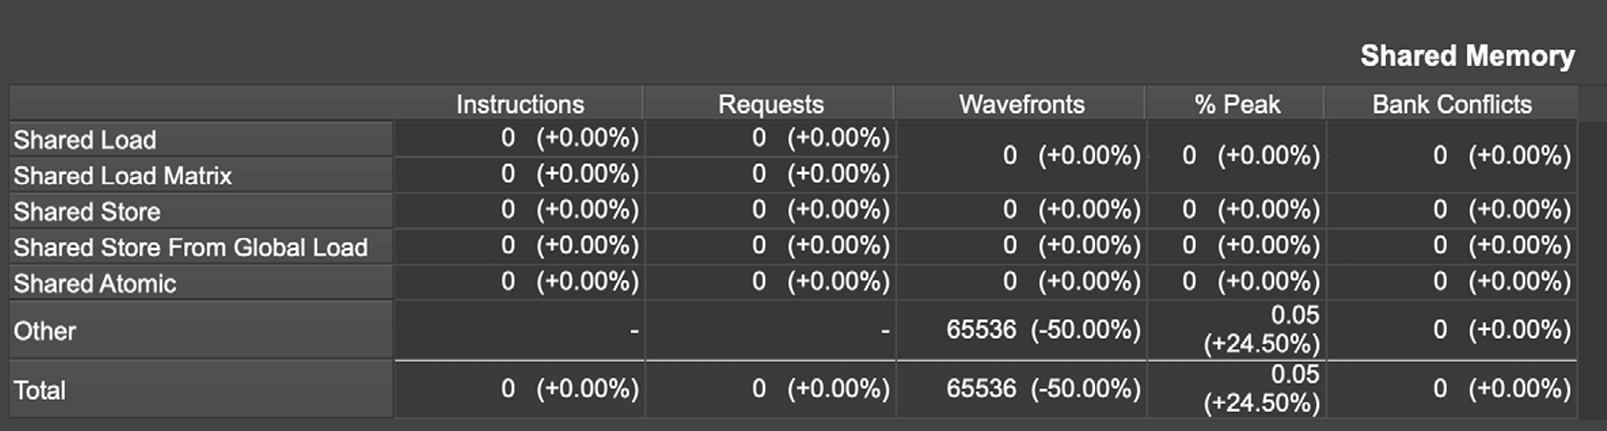 Shared Memory
Instructions Requests Wavefronts % Peak Bank Conflicts
Shared Load 0 (+0.00%) 0 (+0.00%) 0 (+0.00%) 0 (+0.00%) 0 (+0.00%)
Shared Load Matrix 0 (+0.00%) 0 (+0.00%)
Shared Store 0 (+0.00%) 0 (+0.00%) 0 (+0.00%) 0 (+0.00%) 0 (+0.00%)
Shared Store From Global Load 0 (+0.00%) 0 (+0.00%) 0 (+0.00%) 0 (+0.00%) 0 (+0.00%)
Shared Atomic 0 (+0.00%) 0 (+0.00%) 0 (+0.00%) 0 (+0.00%) 0 (+0.00%)
Other - - 65536 (-50.00%) 0.05 (+24.50%) 0 (+0.00%)
Total 0 (+0.00%) 0 (+0.00%) 65536 (-50.00%) 0.05 (+24.50%) 0 (+0.00%)